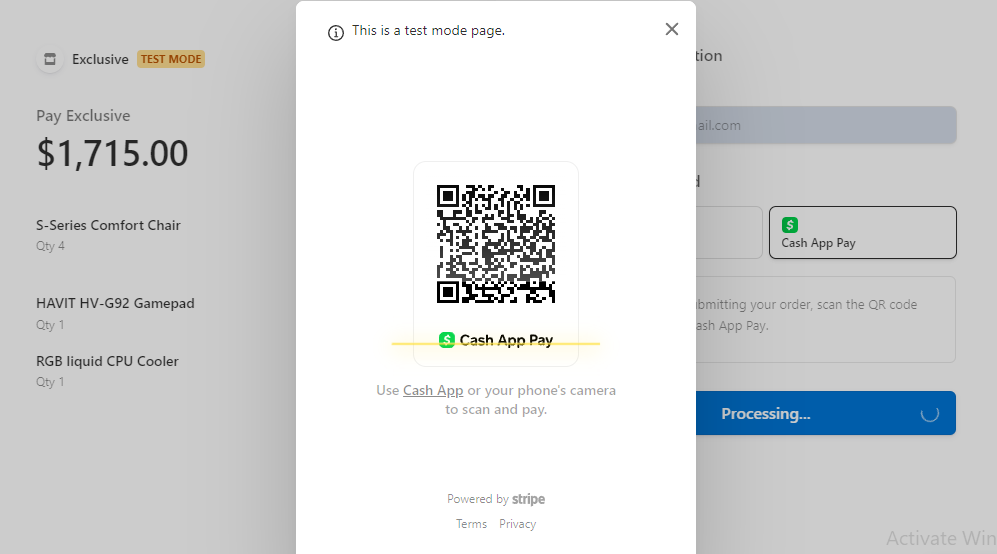 This is a test mode page.
Exclusive TEST MODE
Pay Exclusive
$1,715.00
S-Series Comfort Chair
Qty 4
HAVIT HV-G92 Gamepad
Qty 1
RGB liquid CPU Cooler
Qty 1
Cash App Pay
Use Cash App or your phone's camera
to scan and pay.
Powered by stripe
Terms Privacy
tion
ail.com
d
$
Cash App Pay
bmitting your order, scan the QR code
ash App Pay.
Processing...
Activate Win